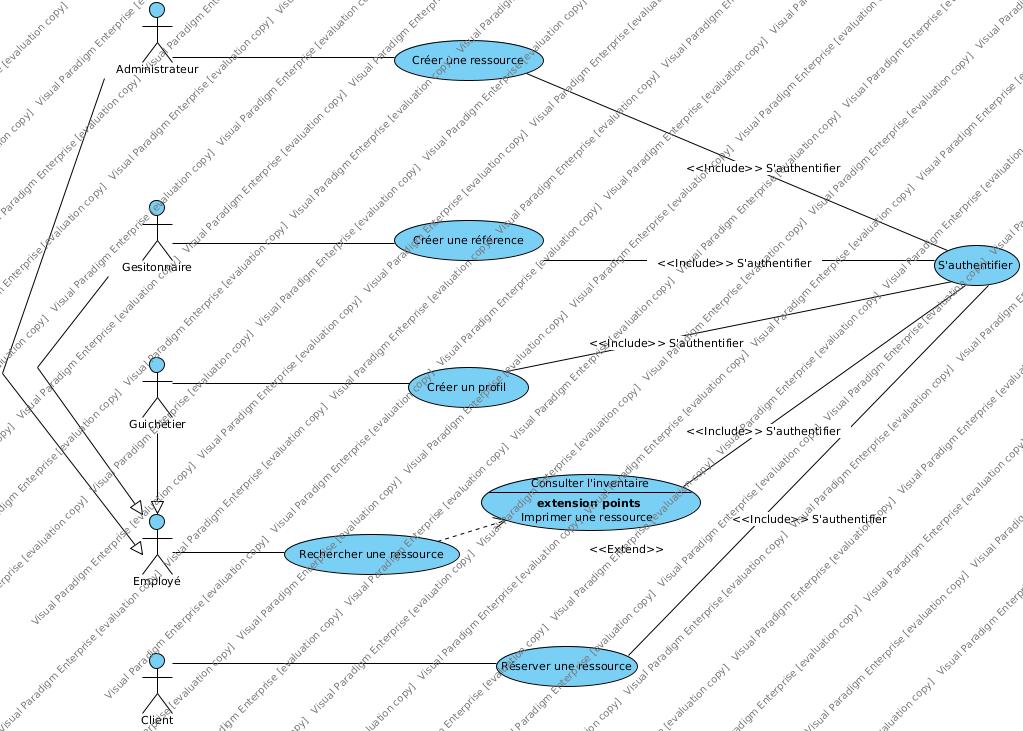 Administrateur
Créer une ressource
<<Include>> S'authentifier
Gesitonnaire
Créer une référence
<<Include>> S'authentifier
S'authentifier
<<Include>> S'authentifier
Créer un profil
Guichetier
<<Include>> S'authentifier
Consulter l'inventaire
extension points
Imprimer une ressource
<<Include>> S'authentifier
<<Extend>>
Rechercher une ressource
Employé
Réserver une ressource
Client
Visual Paradigm Enterprise [evaluation copy]